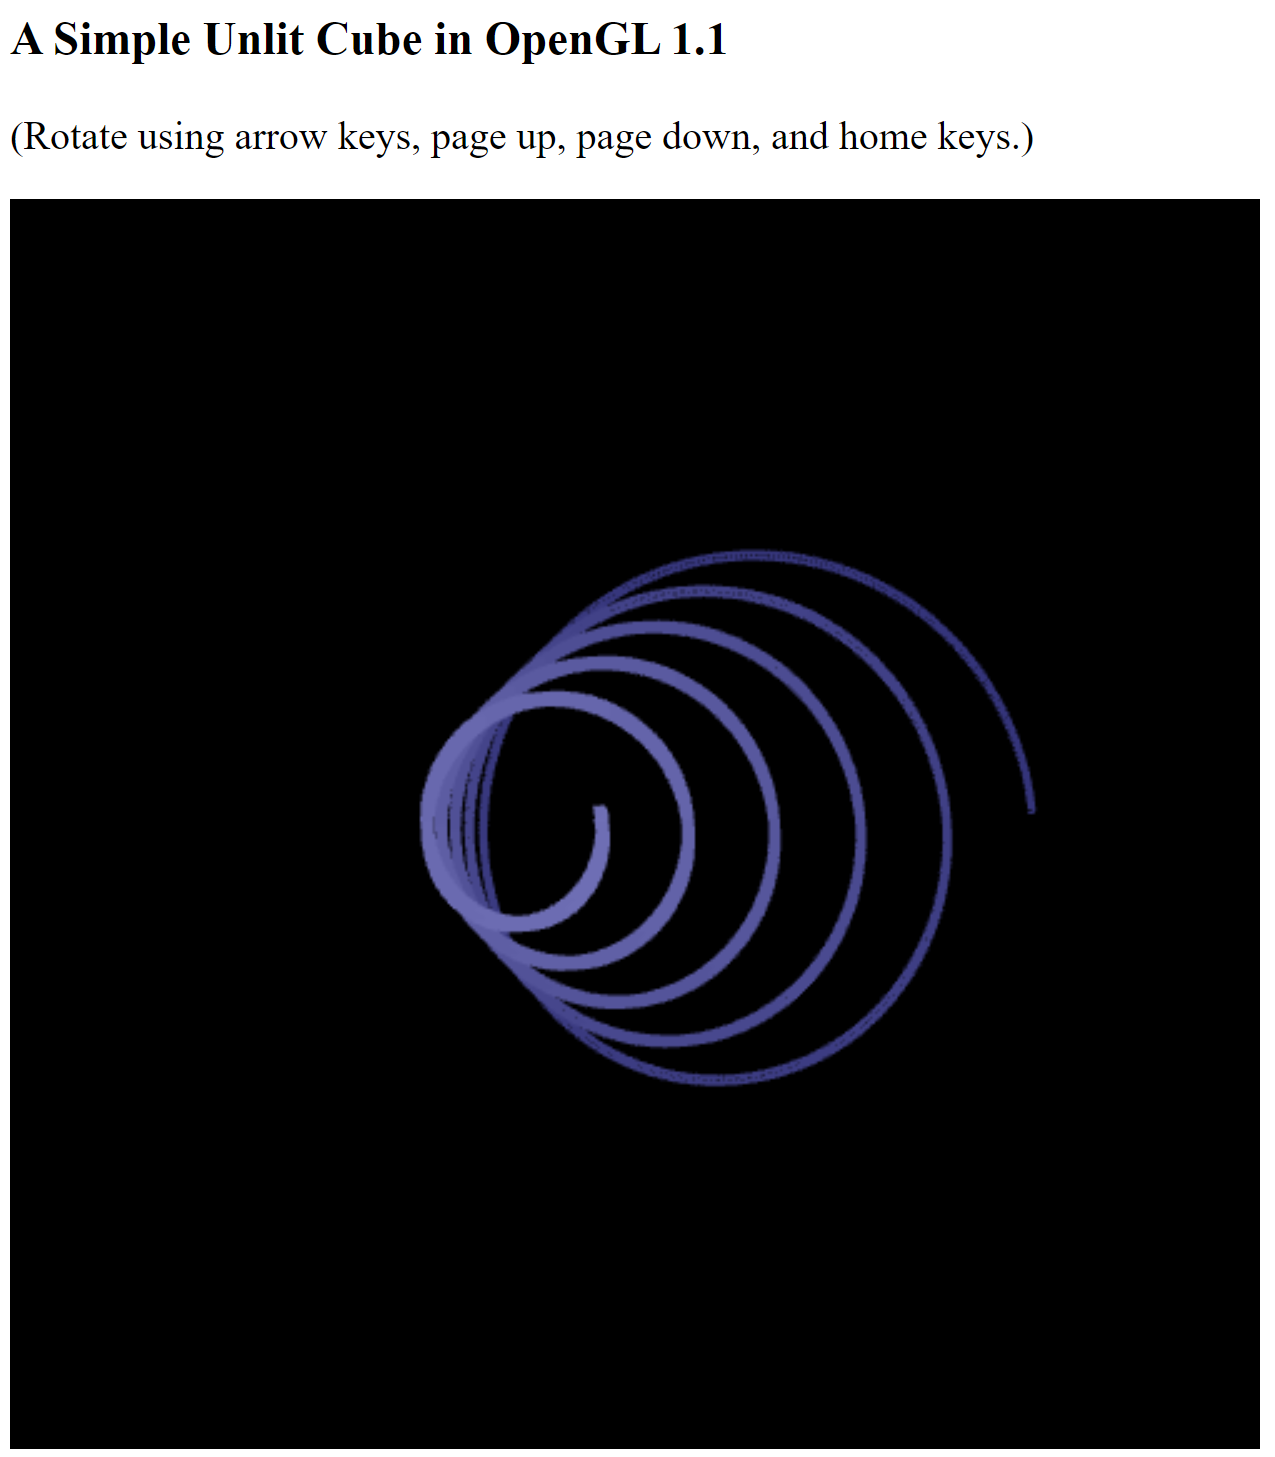 A Simple Unlit Cube in OpenGL 1.1
(Rotate using arrow keys, page up, page down, and home keys.)